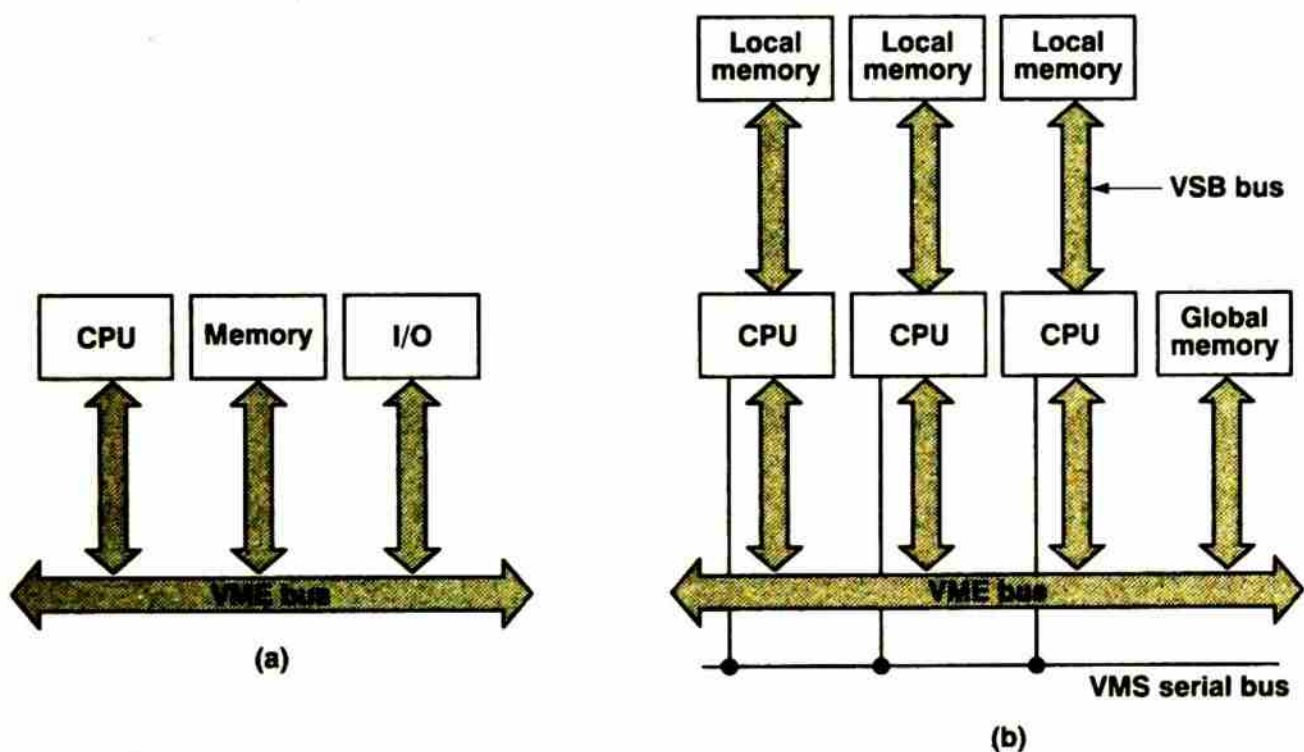 Local memory
Local memory
Local memory
VSB bus
CPU
Memory
I/O
VME bus
(a)
CPU
CPU
CPU
Global memory
VME bus
VMS serial bus
(b)